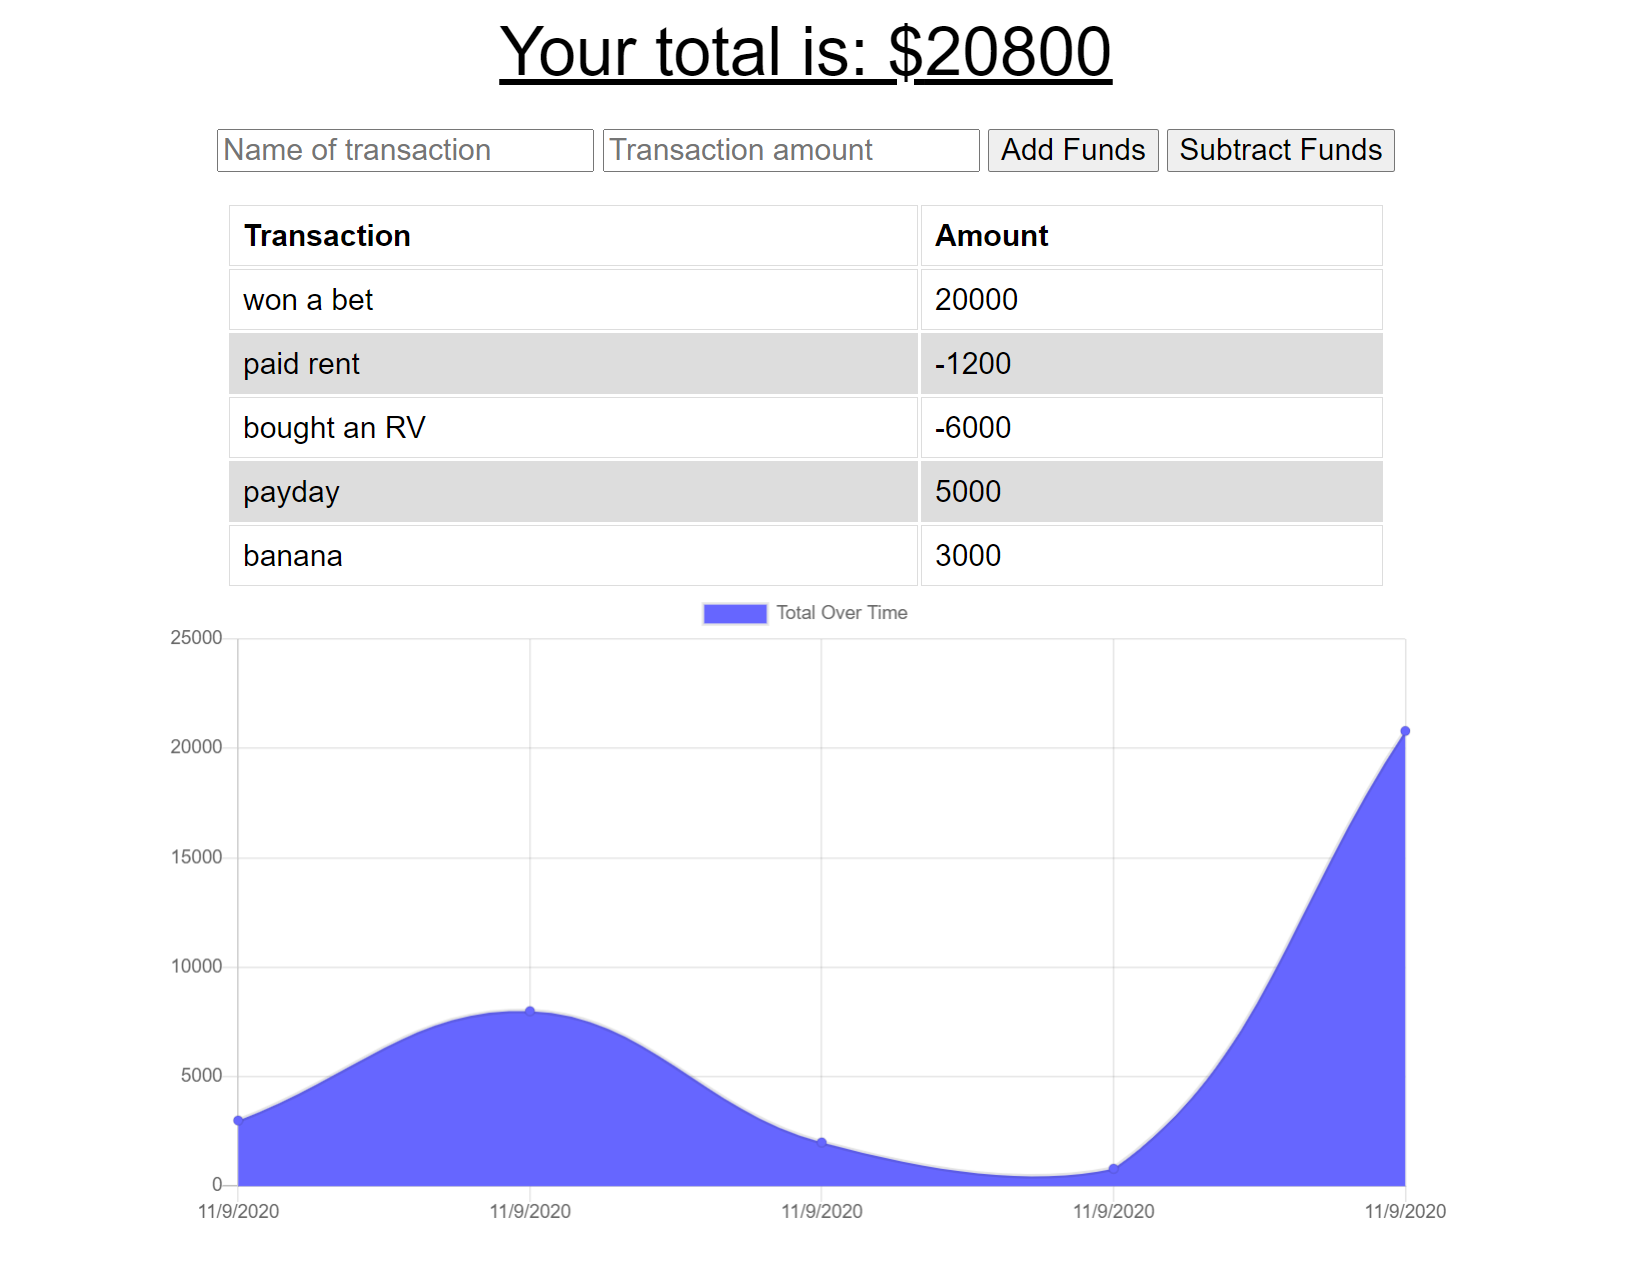 Your total is: $20800
Name of transaction Transaction amount Add Funds Subtract Funds
Transaction Amount
won a bet 20000
paid rent -1200
bought an RV -6000
payday 5000
banana 3000
Total Over Time
25000
20000
15000
10000
5000
0
11/9/2020 11/9/2020 11/9/2020 11/9/2020 11/9/2020